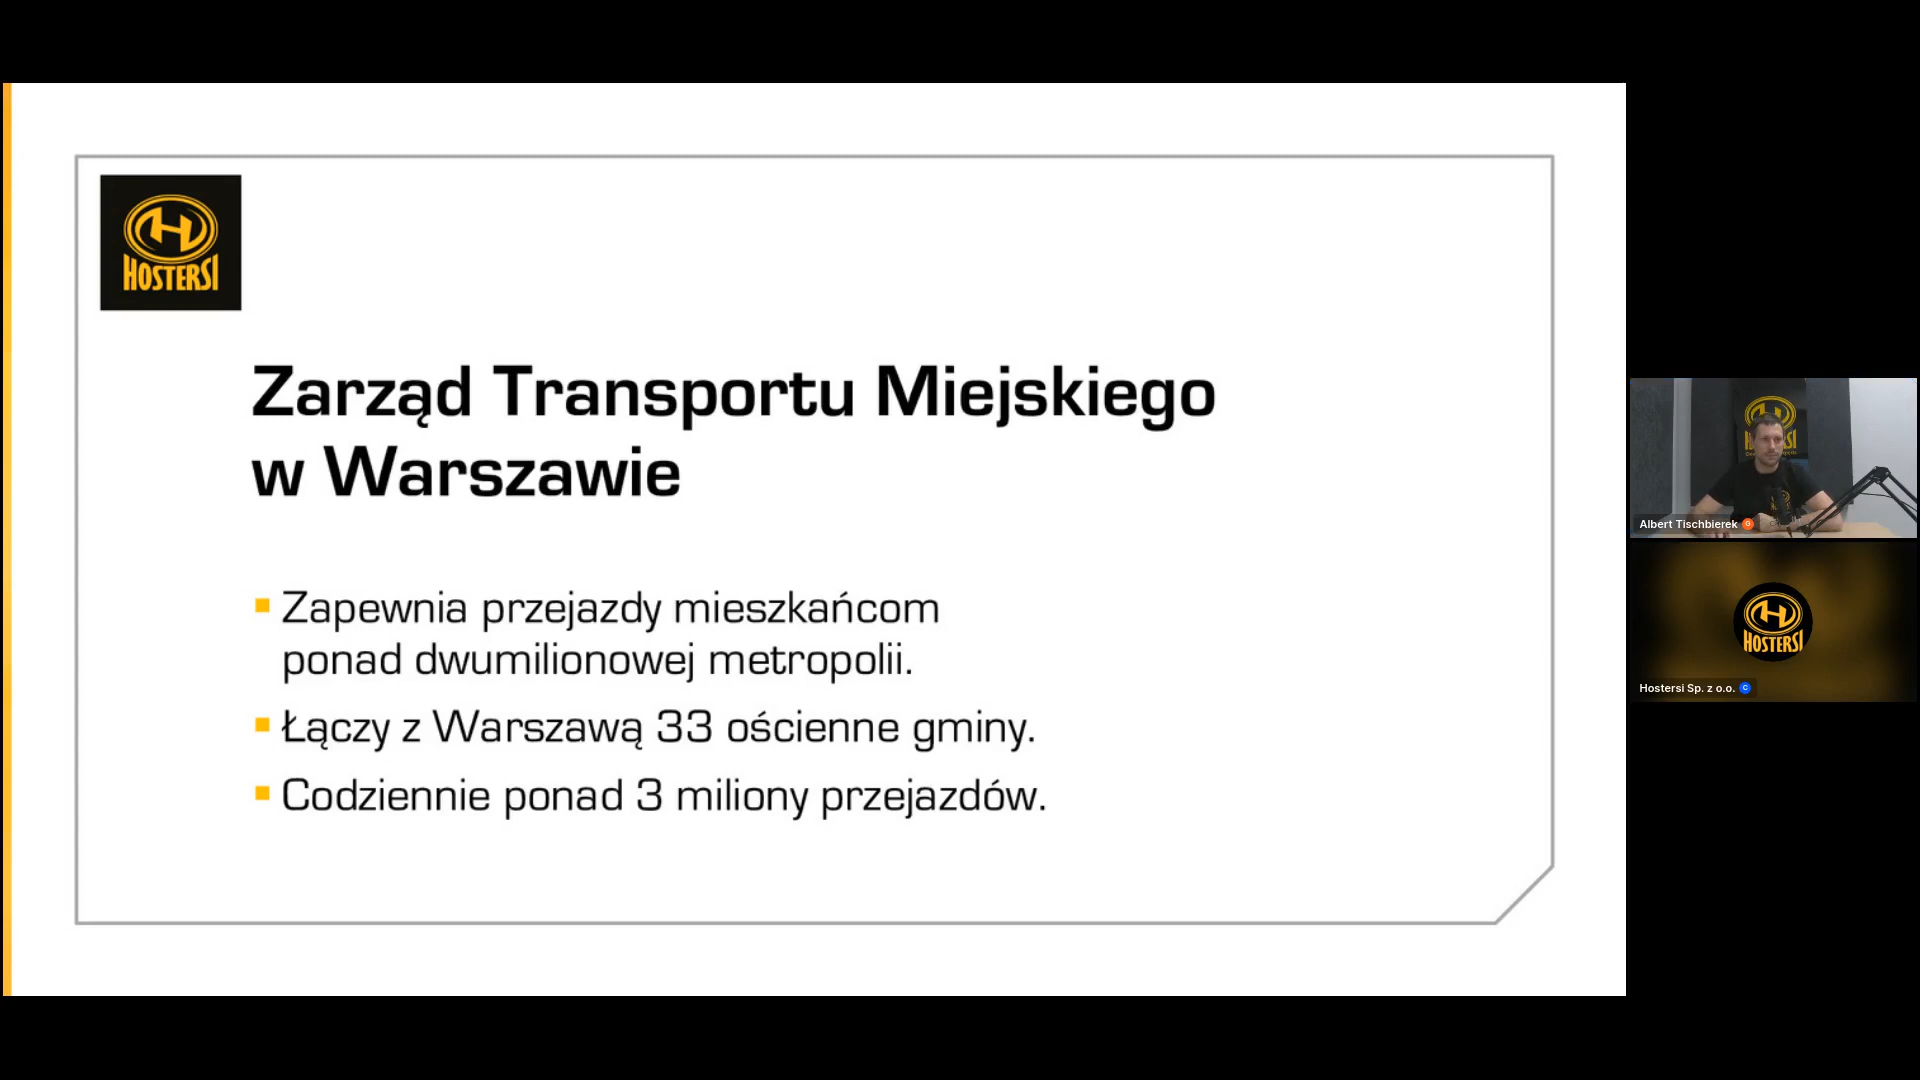 HOSTERSI
Zarząd Transportu Miejskiego
w Warszawie
Zapewnia przejazdy mieszkańcom
ponad dwumilionowej metropolii.
Łączy z Warszawą 33 ościenne gminy.
Codziennie ponad 3 miliony przejazdów.
HOSTERSI
Albert Tischbierek G
HOSTERSI
Hostersi Sp. z o.o. C